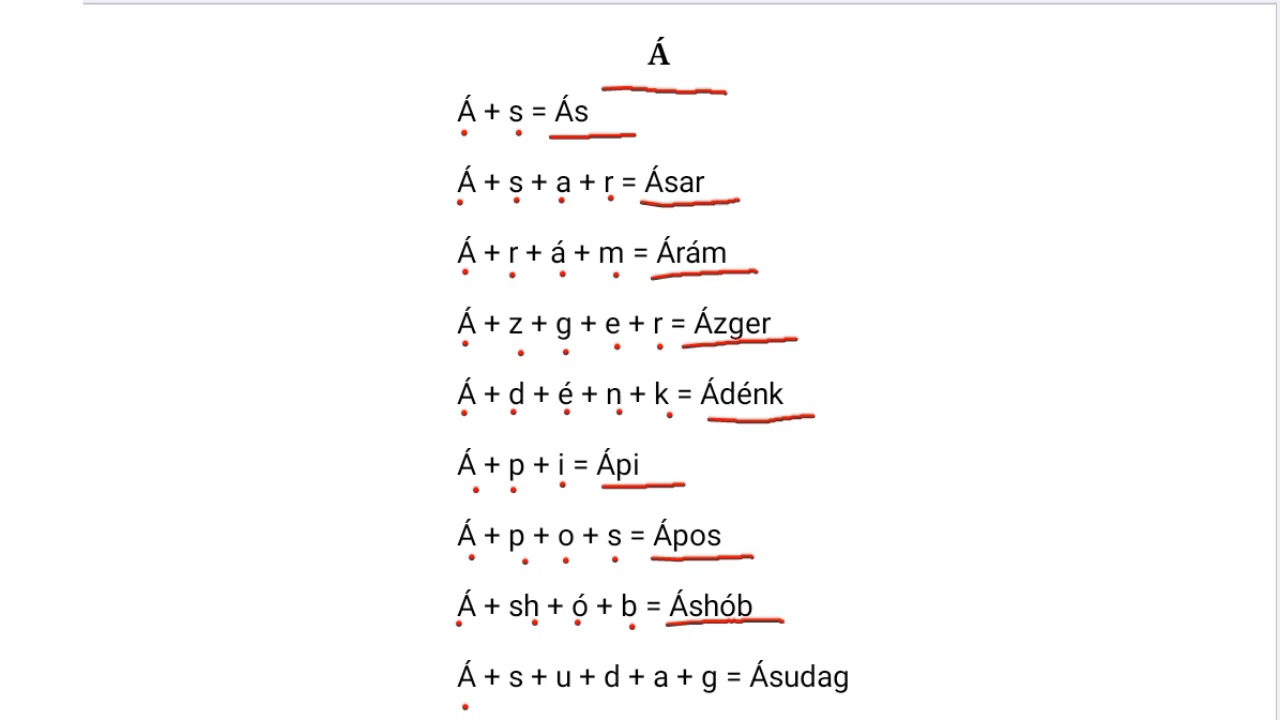 Á
Á + s = Ás
Á + s + a + r = Ásar
Á + r + á + m = Árám
Á + z + g + e + r = Ázger
Á + d + é + n + k = Ádénk
Á + p + i = Ápi
Á + p + o + s = Ápos
Á + sh + ó + b = Áshób
Á + s + u + d + a + g = Ásudag